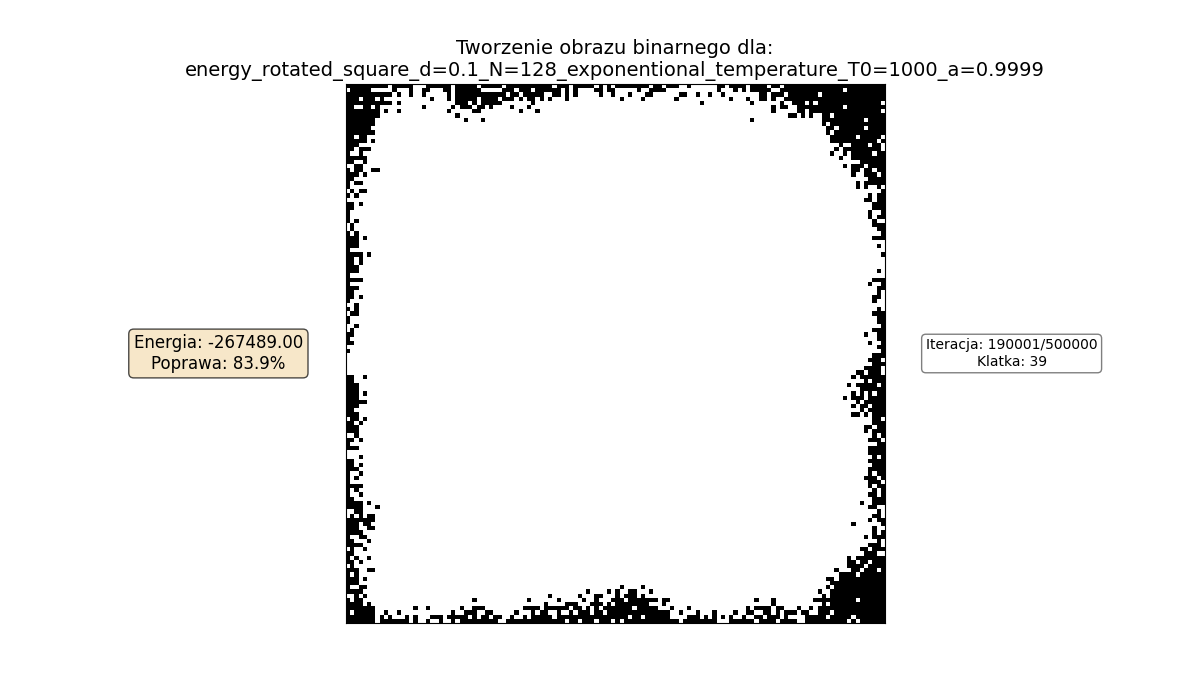 Tworzenie obrazu binarnego dla:
energy_rotated_square_d=0.1_N=128_exponentional_temperature_T0=1000_a=0.9999
Energia: -267489.00
Poprawa: 83.9%
Iteracja: 190001/500000
Klatka: 39